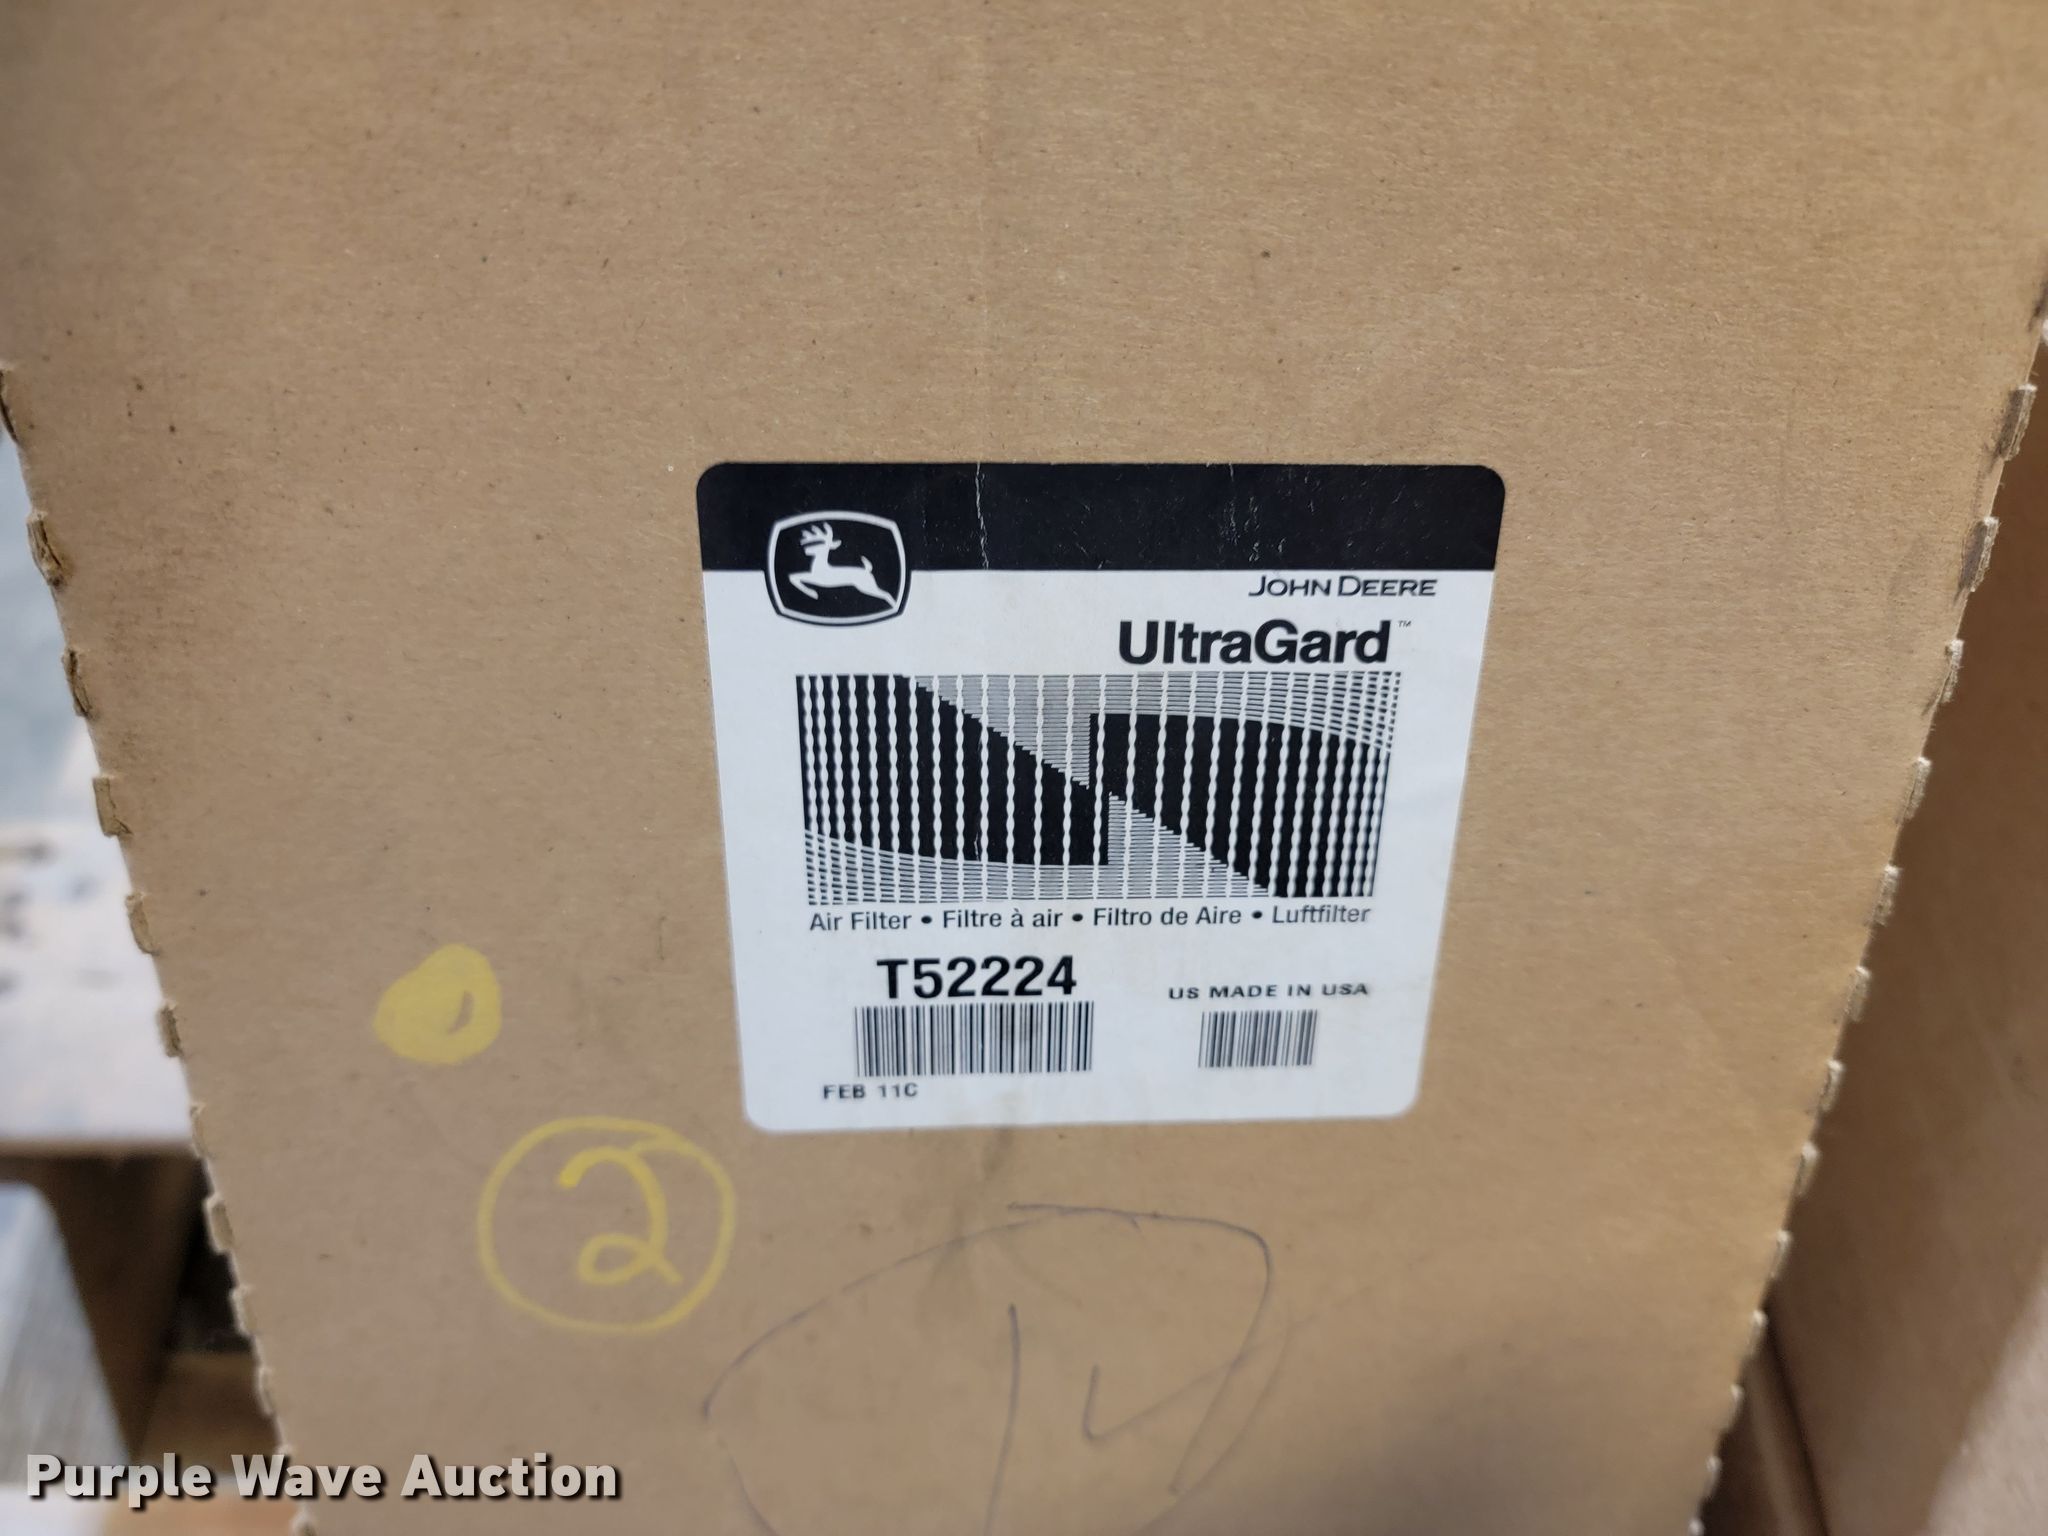 JOHN DEERE
UltraGard™
Air Filter • Filtre à air • Filtro de Aire • Luftfilter
T52224
US MADE IN USA
FEB 11C
2
Purple Wave Auction